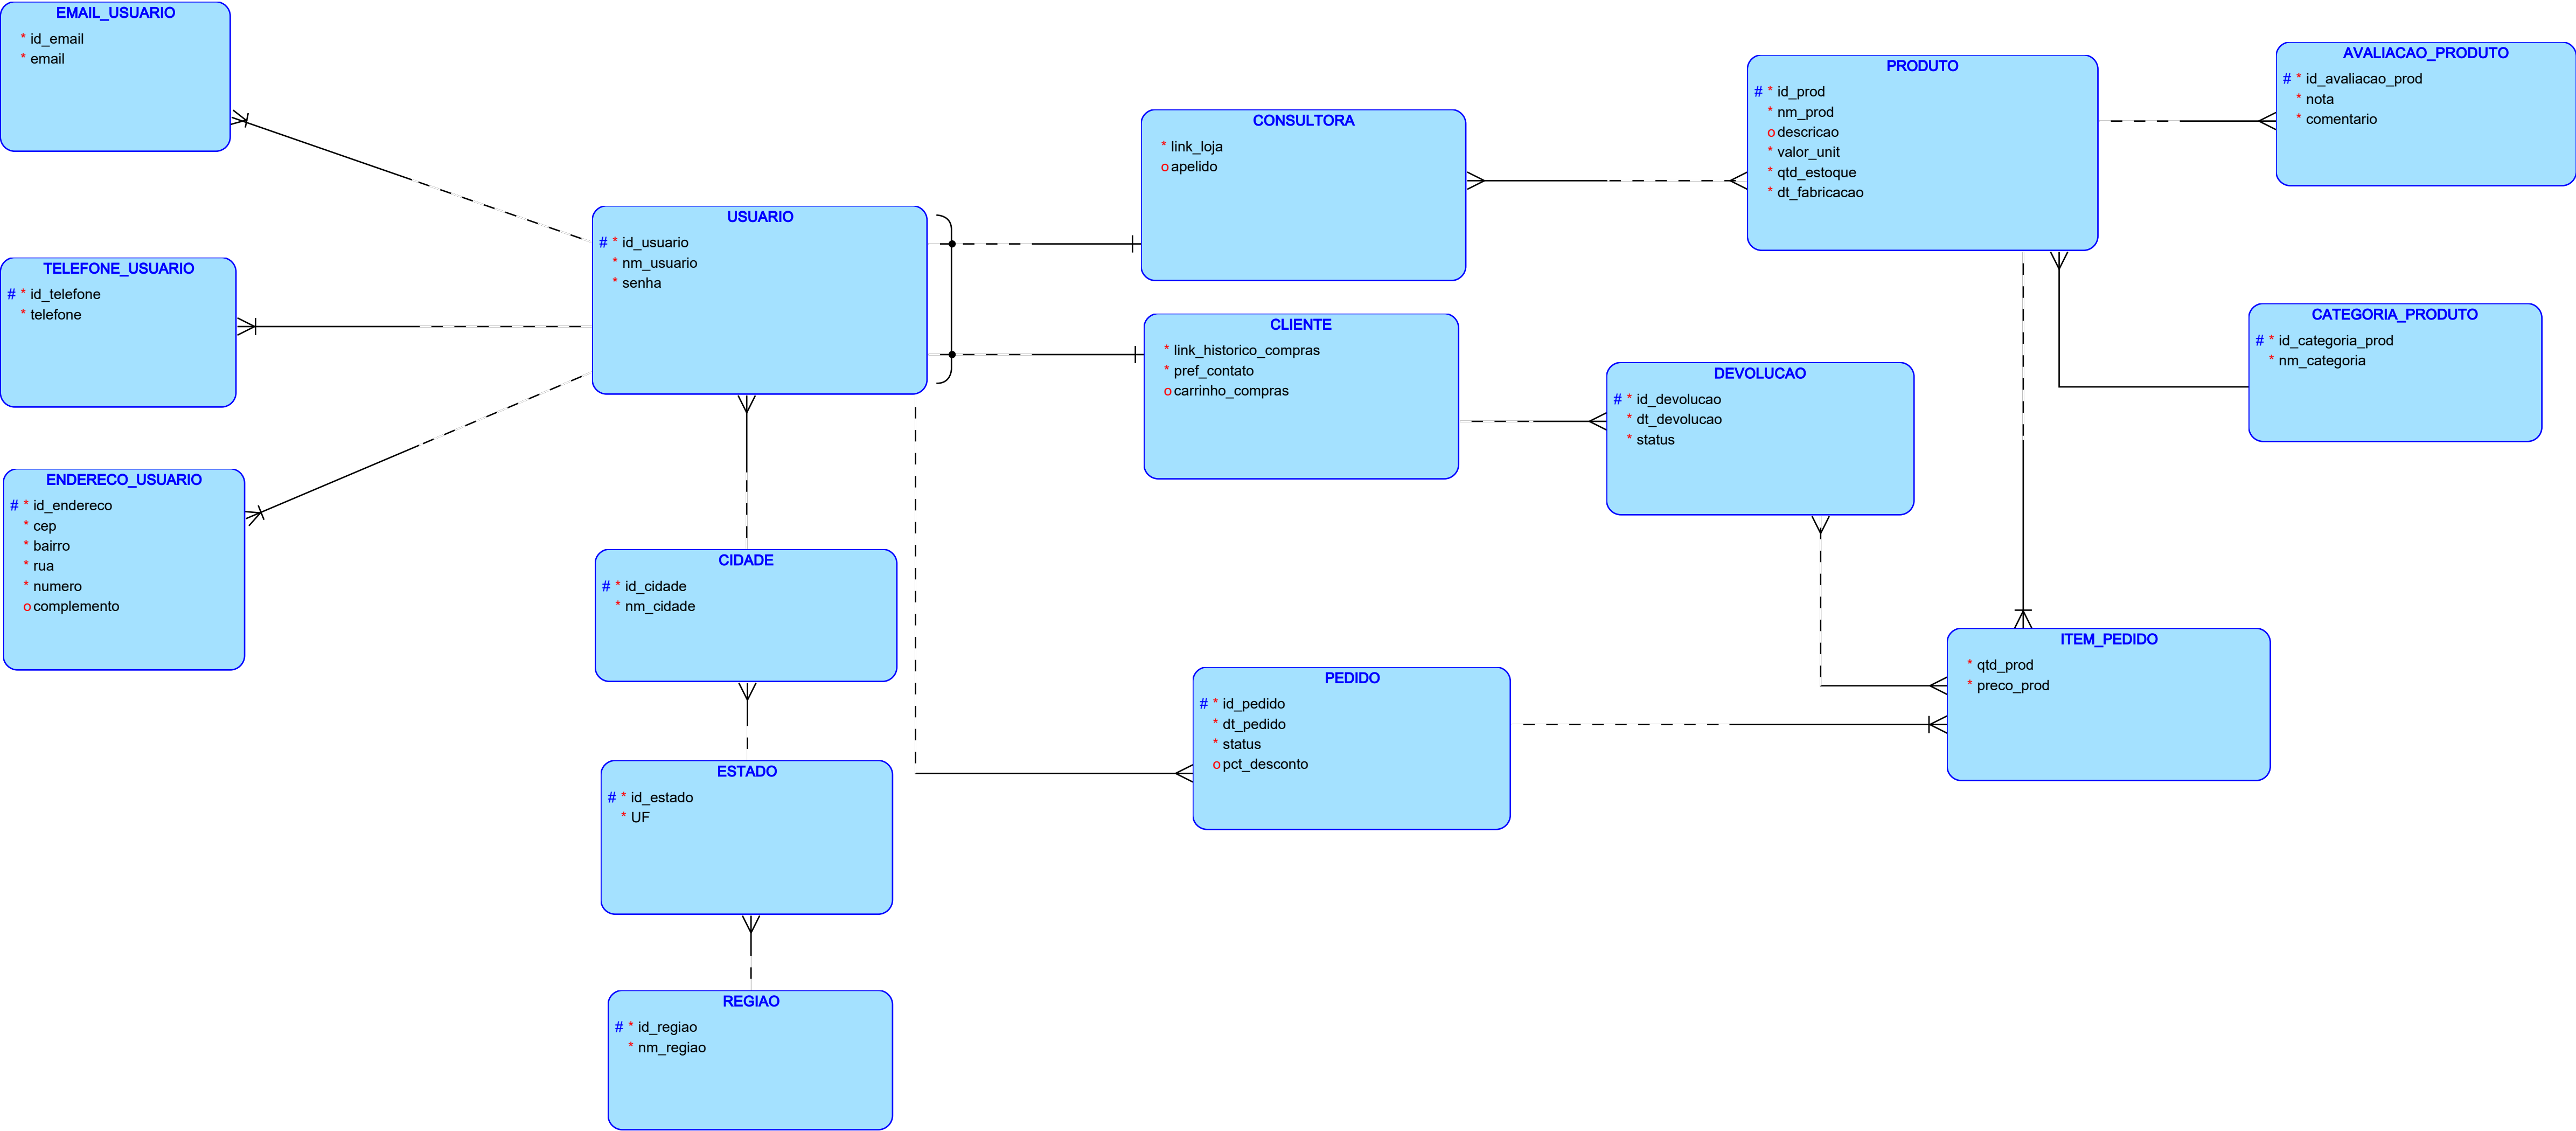 EMAIL_USUARIO
* id_email
* email
TELEFONE_USUARIO
# * id_telefone
* telefone
ENDERECO_USUARIO
# * id_endereco
* cep
* bairro
* rua
* numero
o complemento
USUARIO
# * id_usuario
* nm_usuario
* senha
CIDADE
# * id_cidade
* nm_cidade
ESTADO
# * id_estado
* UF
REGIAO
# * id_regiao
* nm_regiao
CONSULTORA
* link_loja
o apelido
CLIENTE
* link_historico_compras
* pref_contato
o carrinho_compras
PEDIDO
# * id_pedido
* dt_pedido
* status
o pct_desconto
DEVOLUCAO
# * id_devolucao
* dt_devolucao
* status
PRODUTO
# * id_prod
* nm_prod
o descricao
* valor_unit
* qtd_estoque
* dt_fabricacao
ITEM_PEDIDO
* qtd_prod
* preco_prod
AVALIACAO_PRODUTO
# * id_avaliacao_prod
* nota
* comentario
CATEGORIA_PRODUTO
# * id_categoria_prod
* nm_categoria